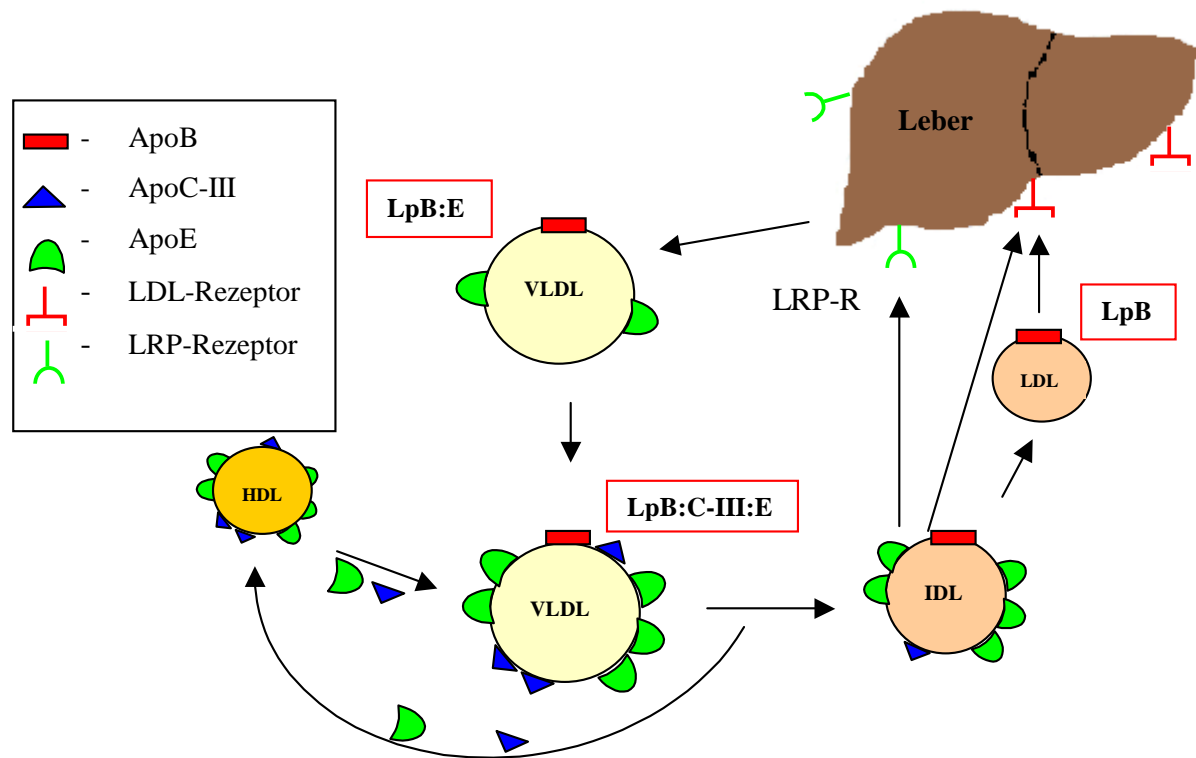 - ApoB
- ApoC-III
- ApoE
- LDL-Rezeptor
- LRP-Rezeptor
Leber
LpB:E
VLDL
LRP-R
LpB
LDL
HDL
LpB:C-III:E
VLDL
IDL